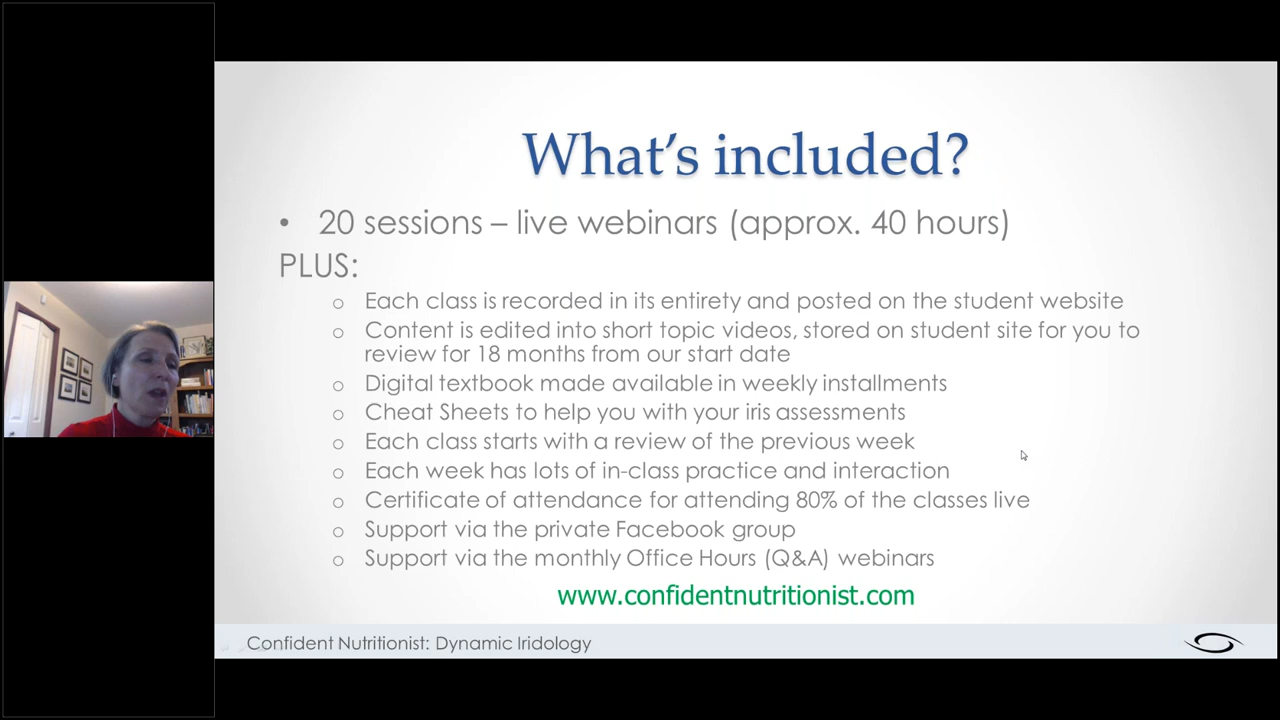 What's included?
• 20 sessions – live webinars (approx. 40 hours)
PLUS:
o Each class is recorded in its entirety and posted on the student website
o Content is edited into short topic videos, stored on student site for you to
review for 18 months from our start date
o Digital textbook made available in weekly installments
o Cheat Sheets to help you with your iris assessments
o Each class starts with a review of the previous week
o Each week has lots of in-class practice and interaction
o Certificate of attendance for attending 80% of the classes live
o Support via the private Facebook group
o Support via the monthly Office Hours (Q&A) webinars
www.confidentnutritionist.com
Confident Nutritionist: Dynamic Iridology